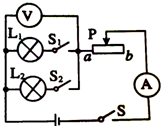 V
L₁ S₁ P
a b
L₂ S₂ A
S